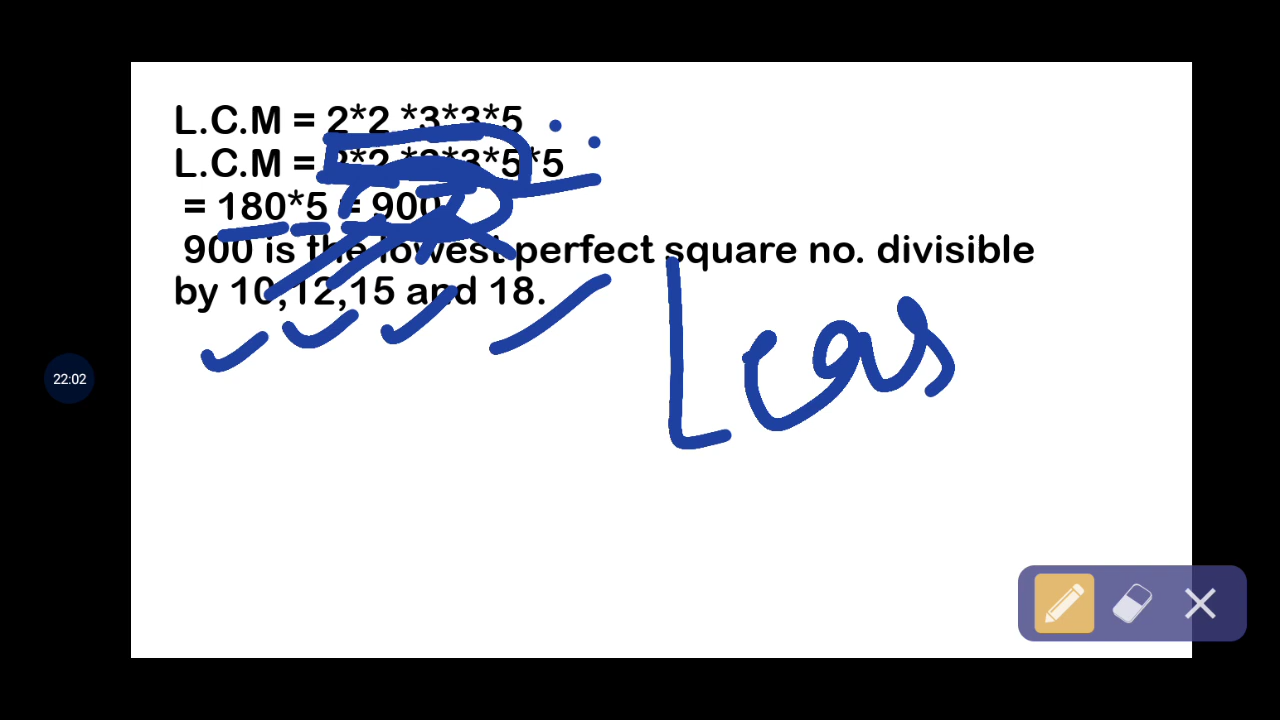 L.C.M = 2*2 *3*3*5
L.C.M = 2*2 *3*3*5*5
= 180*5 = 900
900 is the lowest perfect square no. divisible
by 10,12,15 and 18.
Leas
22:02